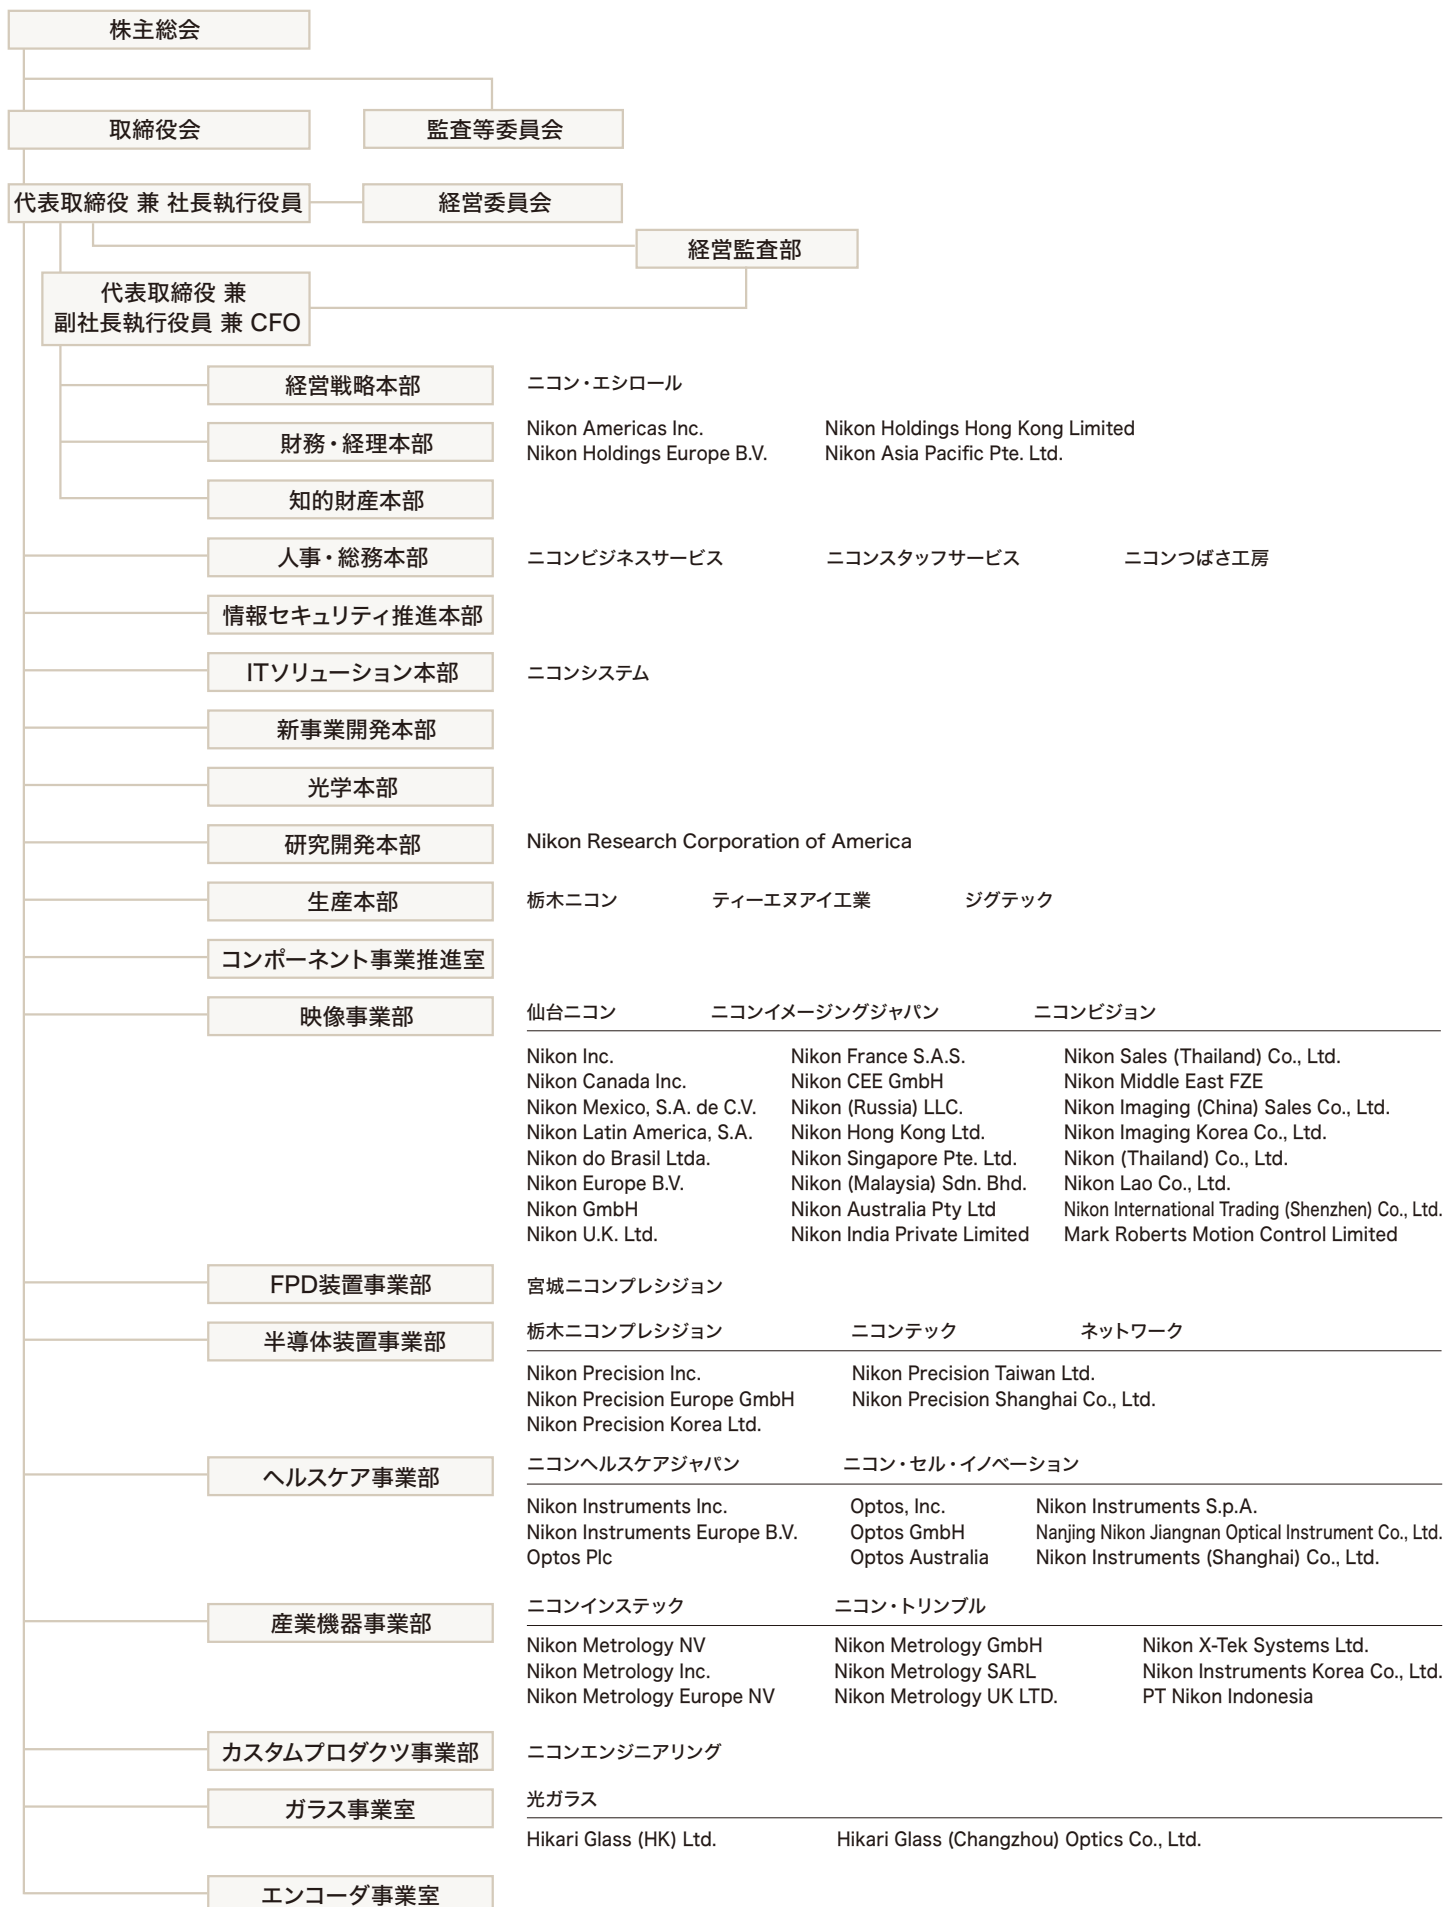 株主総会
取締役会
監査等委員会
代表取締役 兼 社長執行役員
経営委員会
経営監査部
代表取締役 兼
副社長執行役員 兼 CFO
経営戦略本部
ニコン・エシロール
財務・経理本部
Nikon Americas Inc.
Nikon Holdings Hong Kong Limited
Nikon Holdings Europe B.V.
Nikon Asia Pacific Pte. Ltd.
知的財産本部
人事・総務本部
ニコンビジネスサービス
ニコンスタッフサービス
ニコンつばさ工房
情報セキュリティ推進本部
ITソリューション本部
ニコンシステム
新事業開発本部
光学本部
研究開発本部
Nikon Research Corporation of America
生産本部
栃木ニコン
ティーエヌアイ工業
ジグテック
コンポーネント事業推進室
映像事業部
仙台ニコン
ニコンイメージングジャパン
ニコンビジョン
Nikon Inc.
Nikon France S.A.S.
Nikon Sales (Thailand) Co., Ltd.
Nikon Canada Inc.
Nikon CEE GmbH
Nikon Middle East FZE
Nikon Mexico, S.A. de C.V.
Nikon (Russia) LLC.
Nikon Imaging (China) Sales Co., Ltd.
Nikon Latin America, S.A.
Nikon Hong Kong Ltd.
Nikon Imaging Korea Co., Ltd.
Nikon do Brasil Ltda.
Nikon Singapore Pte. Ltd.
Nikon (Thailand) Co., Ltd.
Nikon Europe B.V.
Nikon (Malaysia) Sdn. Bhd.
Nikon Lao Co., Ltd.
Nikon GmbH
Nikon Australia Pty Ltd
Nikon International Trading (Shenzhen) Co., Ltd.
Nikon U.K. Ltd.
Nikon India Private Limited
Mark Roberts Motion Control Limited
FPD装置事業部
宮城ニコンプレシジョン
半導体装置事業部
栃木ニコンプレシジョン
ニコンテック
ネットワーク
Nikon Precision Inc.
Nikon Precision Taiwan Ltd.
Nikon Precision Europe GmbH
Nikon Precision Shanghai Co., Ltd.
Nikon Precision Korea Ltd.
ヘルスケア事業部
ニコンヘルスケアジャパン
ニコン・セル・イノベーション
Nikon Instruments Inc.
Optos, Inc.
Nikon Instruments S.p.A.
Nikon Instruments Europe B.V.
Optos GmbH
Nanjing Nikon Jiangnan Optical Instrument Co., Ltd.
Optos Plc
Optos Australia
Nikon Instruments (Shanghai) Co., Ltd.
産業機器事業部
ニコンインステック
ニコン・トリンブル
Nikon Metrology NV
Nikon Metrology GmbH
Nikon X-Tek Systems Ltd.
Nikon Metrology Inc.
Nikon Metrology SARL
Nikon Instruments Korea Co., Ltd.
Nikon Metrology Europe NV
Nikon Metrology UK LTD.
PT Nikon Indonesia
カスタムプロダクツ事業部
ニコンエンジニアリング
ガラス事業室
光ガラス
Hikari Glass (HK) Ltd.
Hikari Glass (Changzhou) Optics Co., Ltd.
エンコーダ事業室